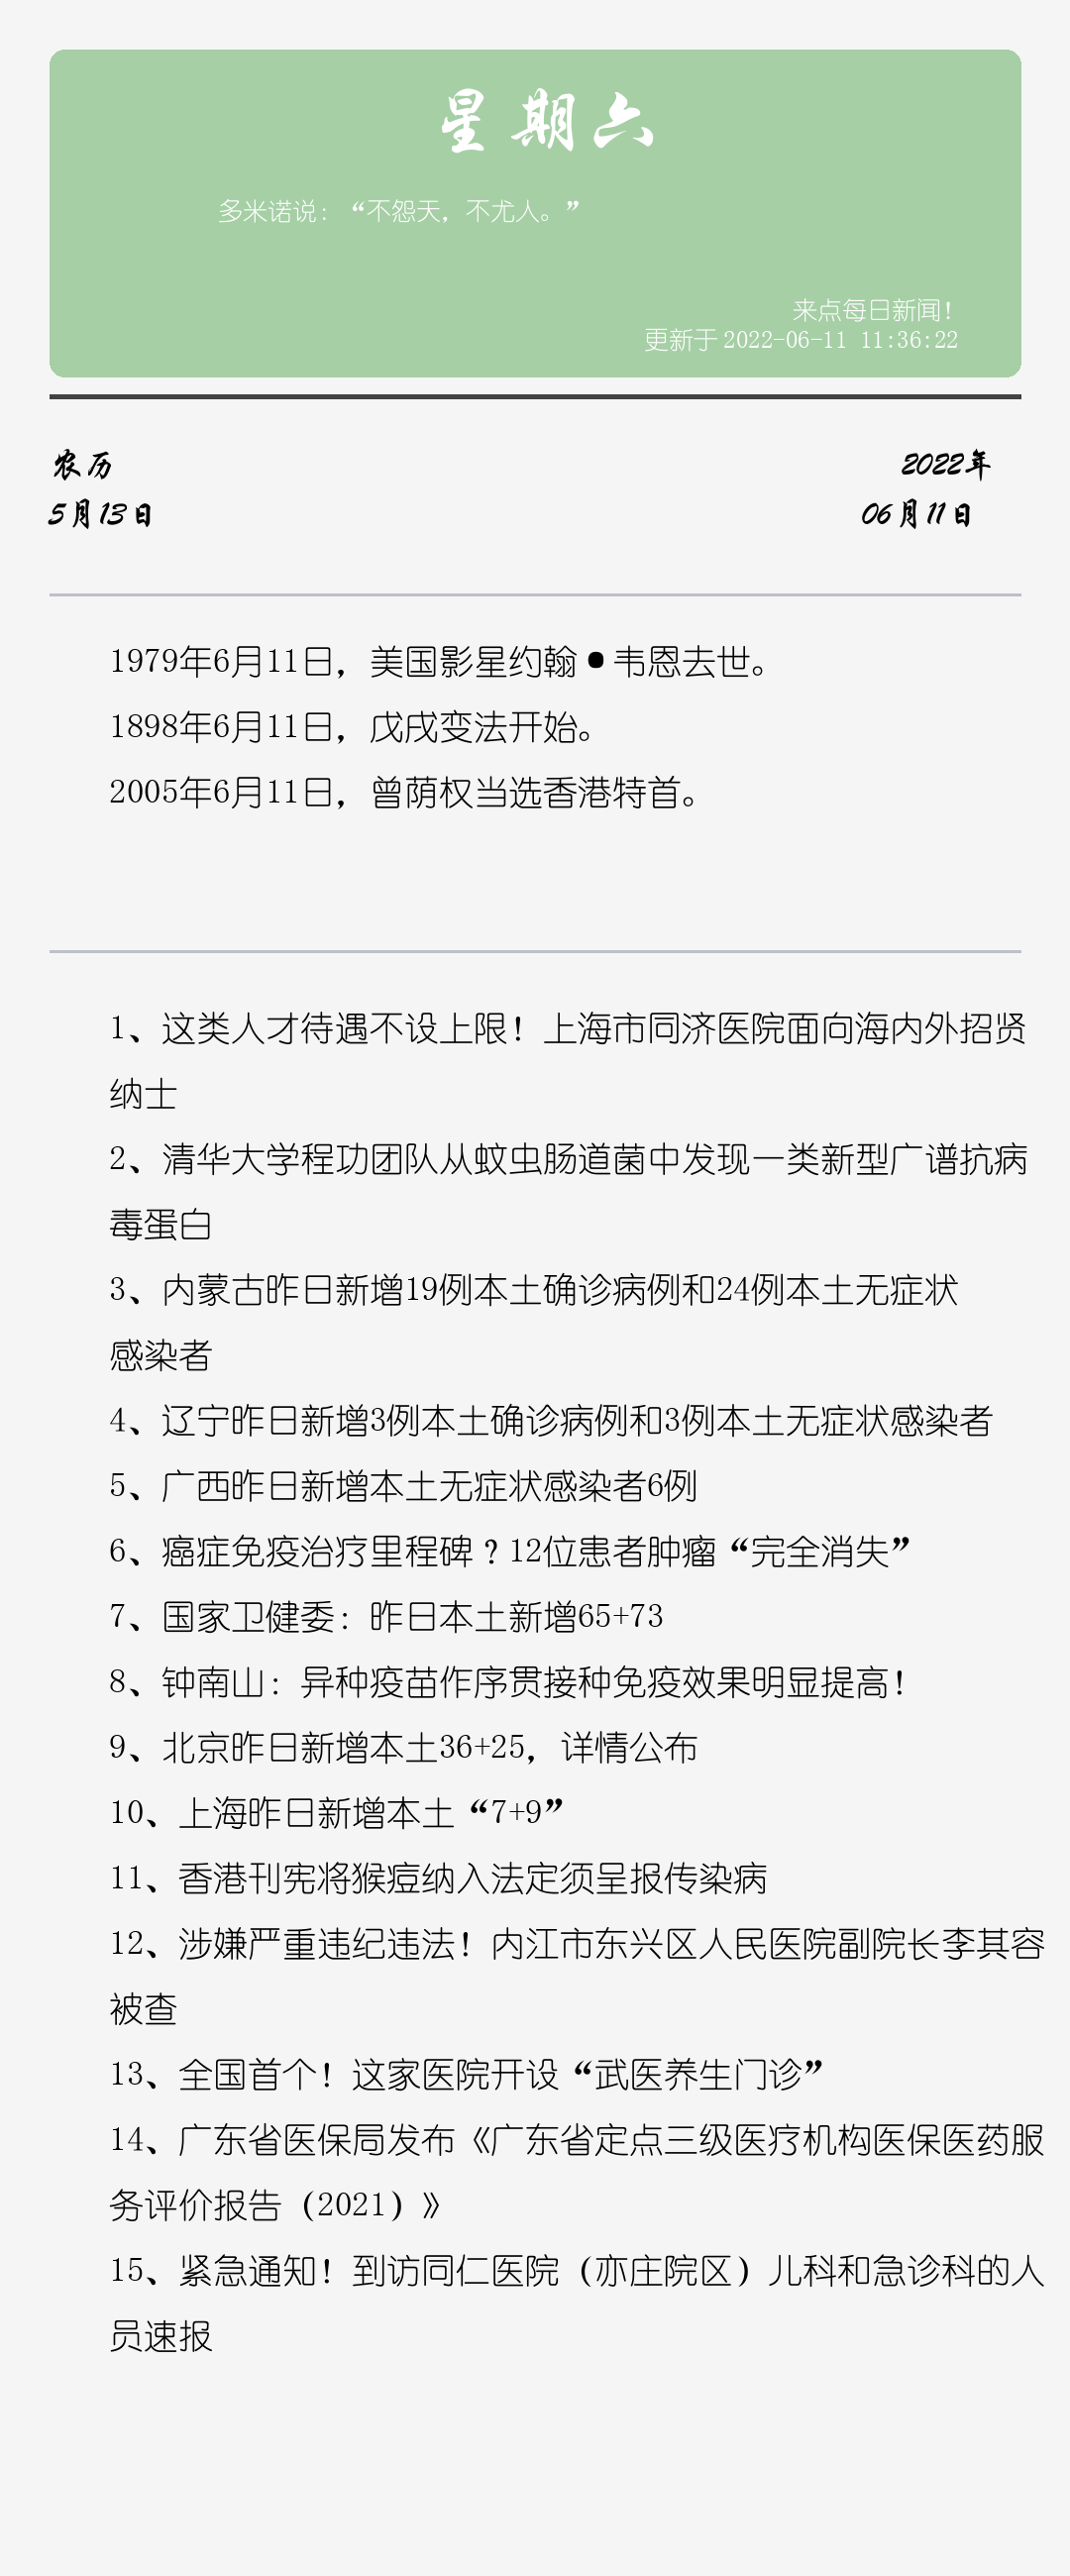 星期六
多米诺说：“不怨天，不尤人。”
来点每日新闻！
更新于 2022-06-11 11:36:22
农历
2022年
5月13日
06月11日
1979年6月11日，美国影星约翰●韦恩去世。
1898年6月11日，戊戌变法开始。
2005年6月11日，曾荫权当选香港特首。
1、这类人才待遇不设上限！上海市同济医院面向海内外招贤
纳士
2、清华大学程功团队从蚊虫肠道菌中发现一类新型广谱抗病
毒蛋白
3、内蒙古昨日新增19例本土确诊病例和24例本土无症状
感染者
4、辽宁昨日新增3例本土确诊病例和3例本土无症状感染者
5、广西昨日新增本土无症状感染者6例
6、癌症免疫治疗里程碑？12位患者肿瘤“完全消失”
7、国家卫健委：昨日本土新增65+73
8、钟南山：异种疫苗作序贯接种免疫效果明显提高！
9、北京昨日新增本土36+25，详情公布
10、上海昨日新增本土“7+9”
11、香港刊宪将猴痘纳入法定须呈报传染病
12、涉嫌严重违纪违法！内江市东兴区人民医院副院长李其容
被查
13、全国首个！这家医院开设“武医养生门诊”
14、广东省医保局发布《广东省定点三级医疗机构医保医药服
务评价报告（2021）》
15、紧急通知！到访同仁医院（亦庄院区）儿科和急诊科的人
员速报